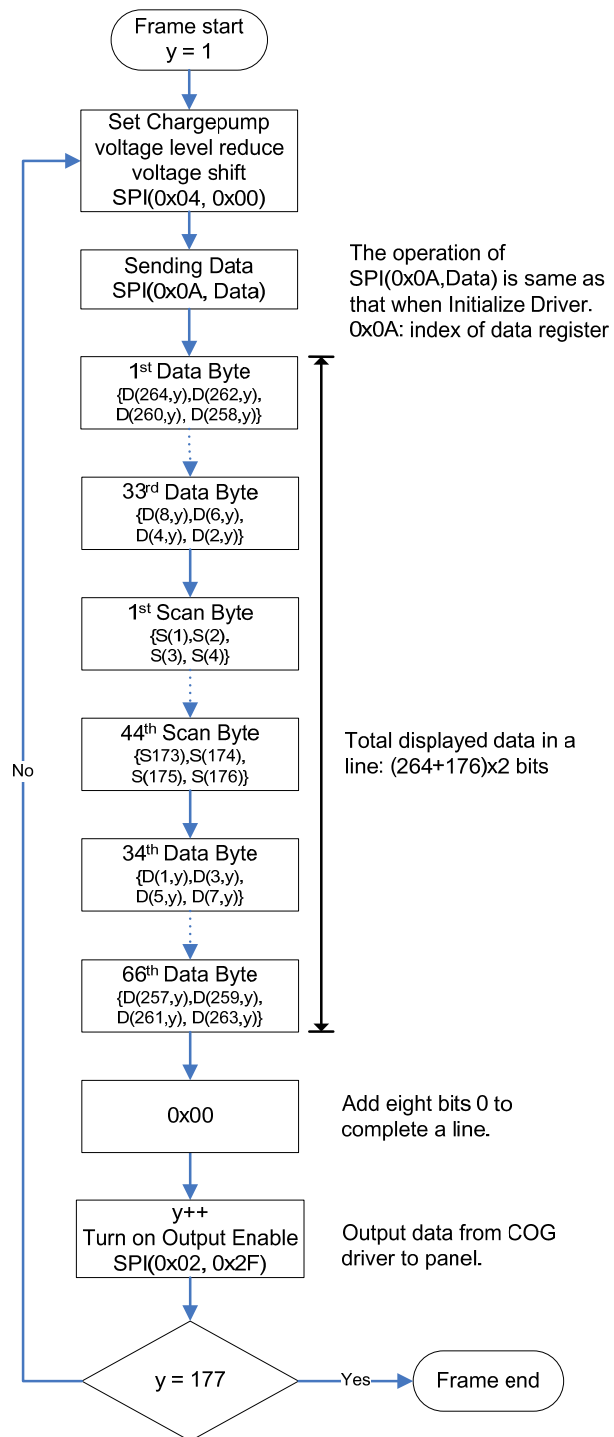 Frame start
y = 1
Set Chargepump
voltage level reduce
voltage shift
SPI(0x04, 0x00)
Sending Data
SPI(0x0A, Data)
The operation of
SPI(0x0A,Data) is same as
that when Initialize Driver.
0x0A: index of data register
1st Data Byte
{D(264,y),D(262,y),
D(260,y), D(258,y)}
33rd Data Byte
{D(8,y),D(6,y),
D(4,y), D(2,y)}
1st Scan Byte
{S(1),S(2),
S(3), S(4)}
44th Scan Byte
{S173),S(174),
S(175), S(176)}
Total displayed data in a
line: (264+176)x2 bits
No
34th Data Byte
{D(1,y),D(3,y),
D(5,y), D(7,y)}
66th Data Byte
{D(257,y),D(259,y),
D(261,y), D(263,y)}
0x00
Add eight bits 0 to
complete a line.
y++
Turn on Output Enable
SPI(0x02, 0x2F)
Output data from COG
driver to panel.
y = 177
Yes
Frame end